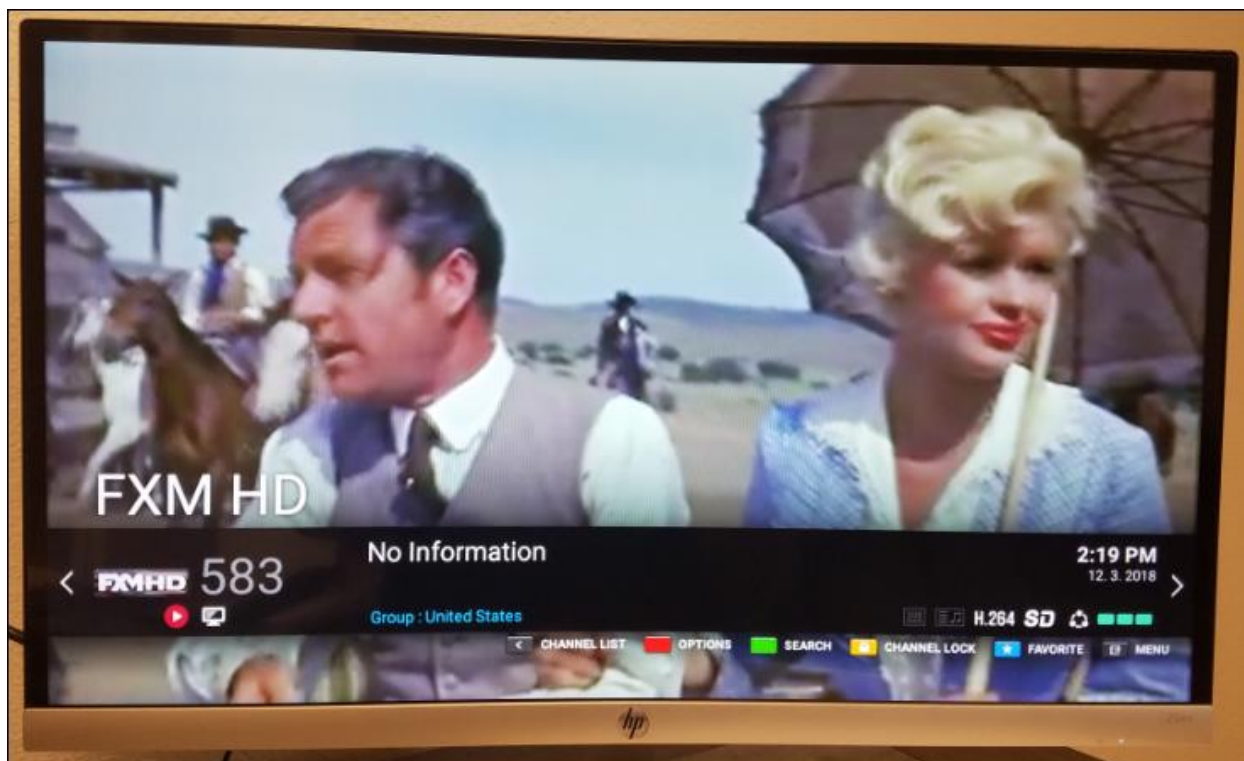 FXM HD
No Information
2:19 PM
12. 3. 2018
FXMHD 583
Group : United States
H.264 SD
CHANNEL LIST OPTIONS SEARCH CHANNEL LOCK FAVORITE MENU
hp